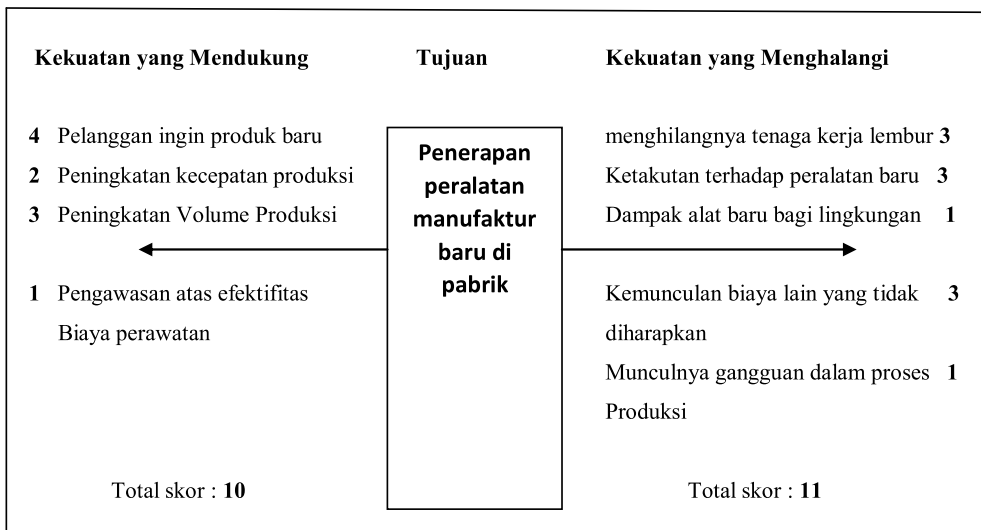 Kekuatan yang Mendukung
Tujuan
Kekuatan yang Menghalangi
4 Pelanggan ingin produk baru
2 Peningkatan kecepatan produksi
3 Peningkatan Volume Produksi
1 Pengawasan atas efektifitas
Biaya perawatan
Total skor : 10
Penerapan
peralatan
manufaktur
baru di
pabrik
menghilangnya tenaga kerja lembur 3
Ketakutan terhadap peralatan baru 3
Dampak alat baru bagi lingkungan 1
Kemunculan biaya lain yang tidak 3
diharapkan
Munculnya gangguan dalam proses 1
Produksi
Total skor : 11